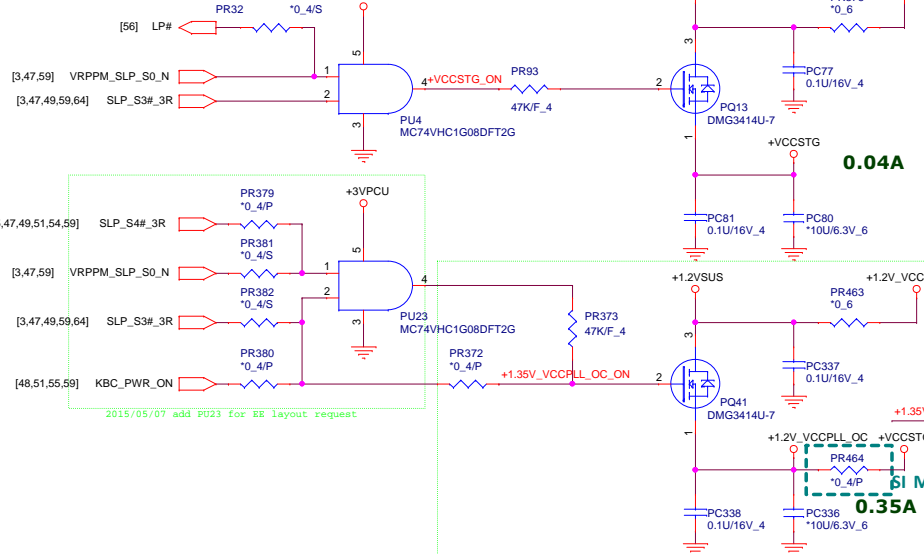 PR32 *0_4/S
*0_6
[56] LP#
3
5
[3,47,59] VRPPM_SLP_S0_N 1
4 +VCCSTG_ON PR93 2
PC77
0.1U/16V_4
[3,47,49,59,64] SLP_S3#_3R 2
47K/F_4
PQ13
DMG3414U-7
3
PU4
MC74VHC1G08DFT2G
1
+VCCSTG
0.04A
+3VPCU
PR379
*0_4/P
,47,49,51,54,59] SLP_S4#_3R
PC81
0.1U/16V_4
PC80
*10U/6.3V_6
PR381
*0_4/S
5
[3,47,59] VRPPM_SLP_S0_N 1
4
+1.2VSUS
+1.2V_VCC
PR382
*0_4/S
2
PR463
*0_6
[3,47,49,59,64] SLP_S3#_3R
3
PU23
MC74VHC1G08DFT2G
PR373
47K/F_4
3
PR380
*0_4/P
PR372
*0_4/P
PC337
0.1U/16V_4
[48,51,55,59] KBC_PWR_ON
+1.35V_VCCPLL_OC_ON 2
PQ41
DMG3414U-7
2015/05/07 add PU23 for EE layout request
+1.35V
1
+1.2V_VCCPLL_OC +VCCSTG
PR464
*0_4/P
SI M
0.35A
PC338
0.1U/16V_4
PC336
*10U/6.3V_6